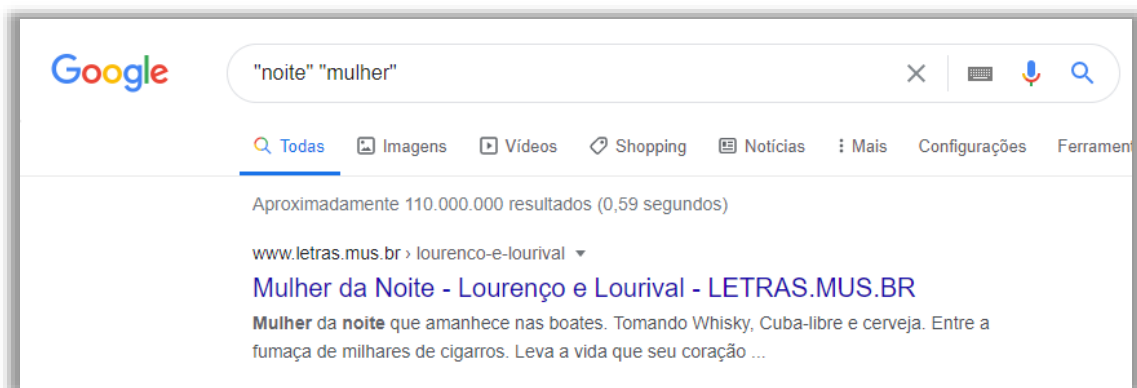 Google "noite" "mulher"
Todas Imagens Vídeos Shopping Notícias Mais Configurações Ferrament
Aproximadamente 110.000.000 resultados (0,59 segundos)
www.letras.mus.br › lourenco-e-lourival
Mulher da Noite - Lourenço e Lourival - LETRAS.MUS.BR
Mulher da noite que amanhece nas boates. Tomando Whisky, Cuba-libre e cerveja. Entre a
fumaça de milhares de cigarros. Leva a vida que seu coração ...